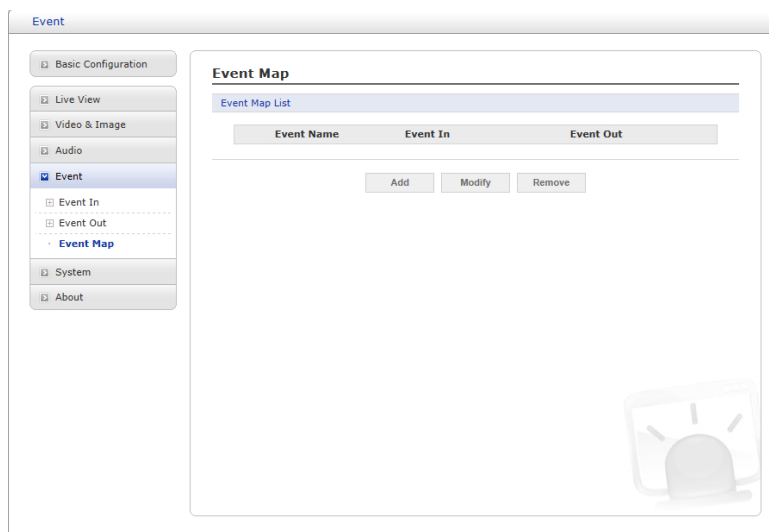 Event
Basic Configuration
Live View
Video & Image
Audio
Event
Event In
Event Out
Event Map
System
About
Event Map
Event Map List
Event Name Event In Event Out
Add Modify Remove